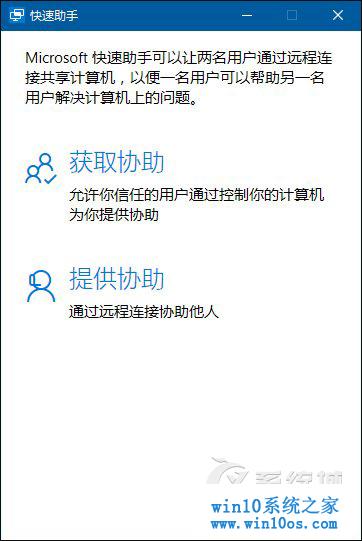 快速助手
Microsoft 快速助手可以让两名用户通过远程连
接共享计算机，以便一名用户可以帮助另一名
用户解决计算机上的问题。
获取协助
允许你信任的用户通过控制你的计算机
为你提供协助
提供协助
通过远程连接协助他人
系统城
win10系统之家
www.win10os.com